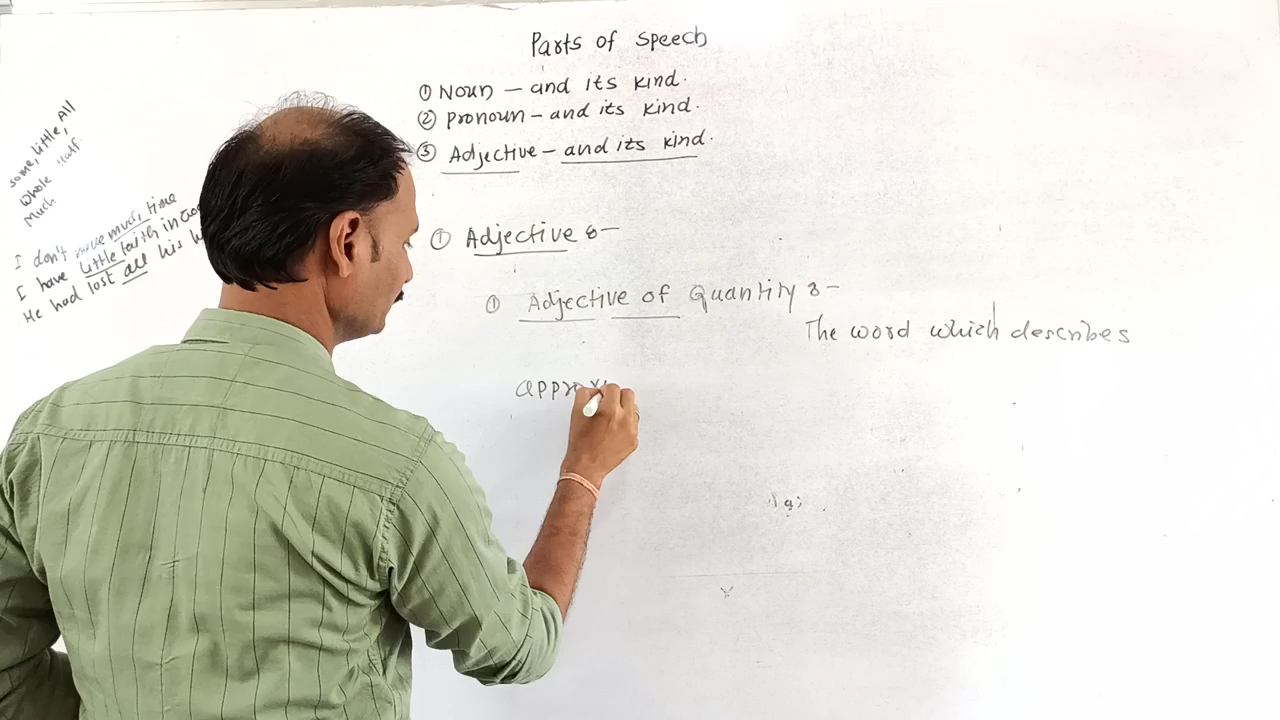 Parts of speech
① Noun – and its kind.
② pronoun – and its kind.
③ Adjective – and its kind.
① Adjective :–
① Adjective of Quantity :–
The word which describes
approx
some, little, All
Whole Half
Much
I don't have much time
I have little faith in
He had lost all his